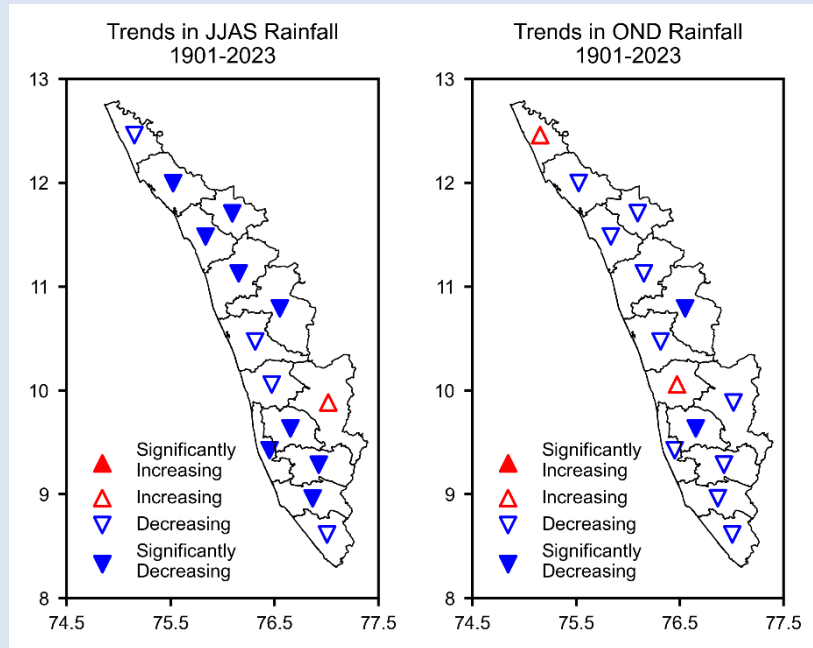 Trends in JJAS Rainfall
1901-2023
13
12
11
10
9
8
74.5
75.5
76.5
77.5
Significantly
Increasing
Increasing
Decreasing
Significantly
Decreasing
Trends in OND Rainfall
1901-2023
13
12
11
10
9
8
74.5
75.5
76.5
77.5
Significantly
Increasing
Increasing
Decreasing
Significantly
Decreasing